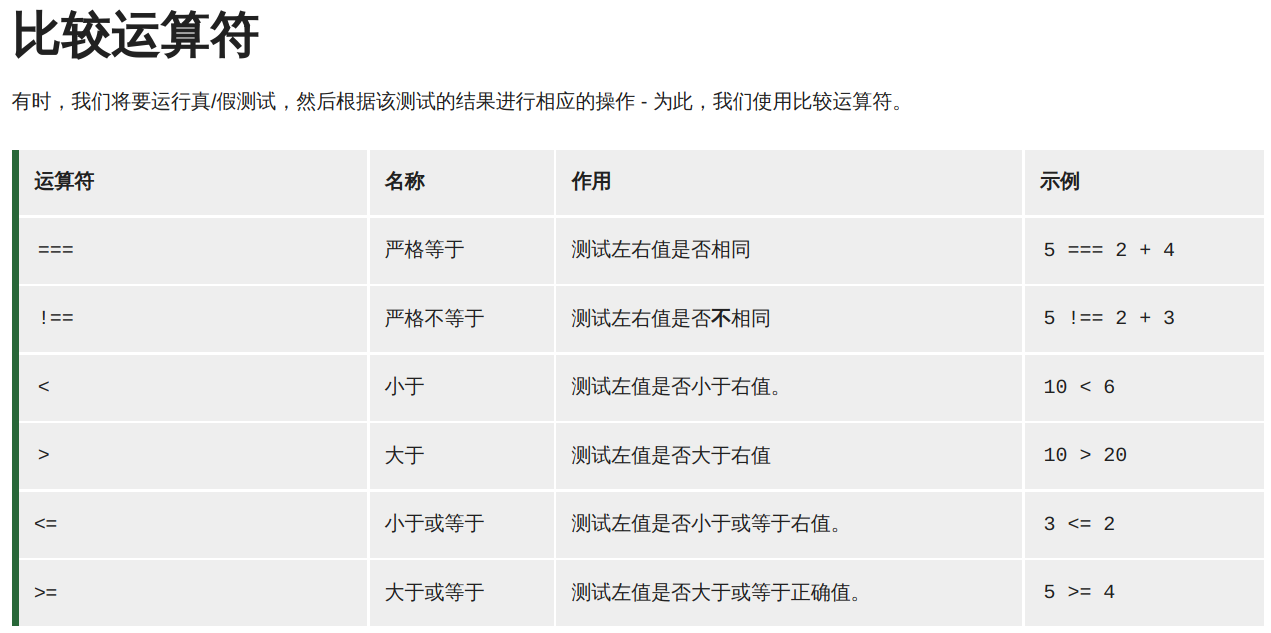 比较运算符
有时，我们将要运行真/假测试，然后根据该测试的结果进行相应的操作 - 为此，我们使用比较运算符。
运算符 名称 作用 示例
=== 严格等于 测试左右值是否相同 5 === 2 + 4
!== 严格不等于 测试左右值是否不相同 5 !== 2 + 3
< 小于 测试左值是否小于右值。 10 < 6
> 大于 测试左值是否大于右值 10 > 20
<= 小于或等于 测试左值是否小于或等于右值。 3 <= 2
>= 大于或等于 测试左值是否大于或等于正确值。 5 >= 4